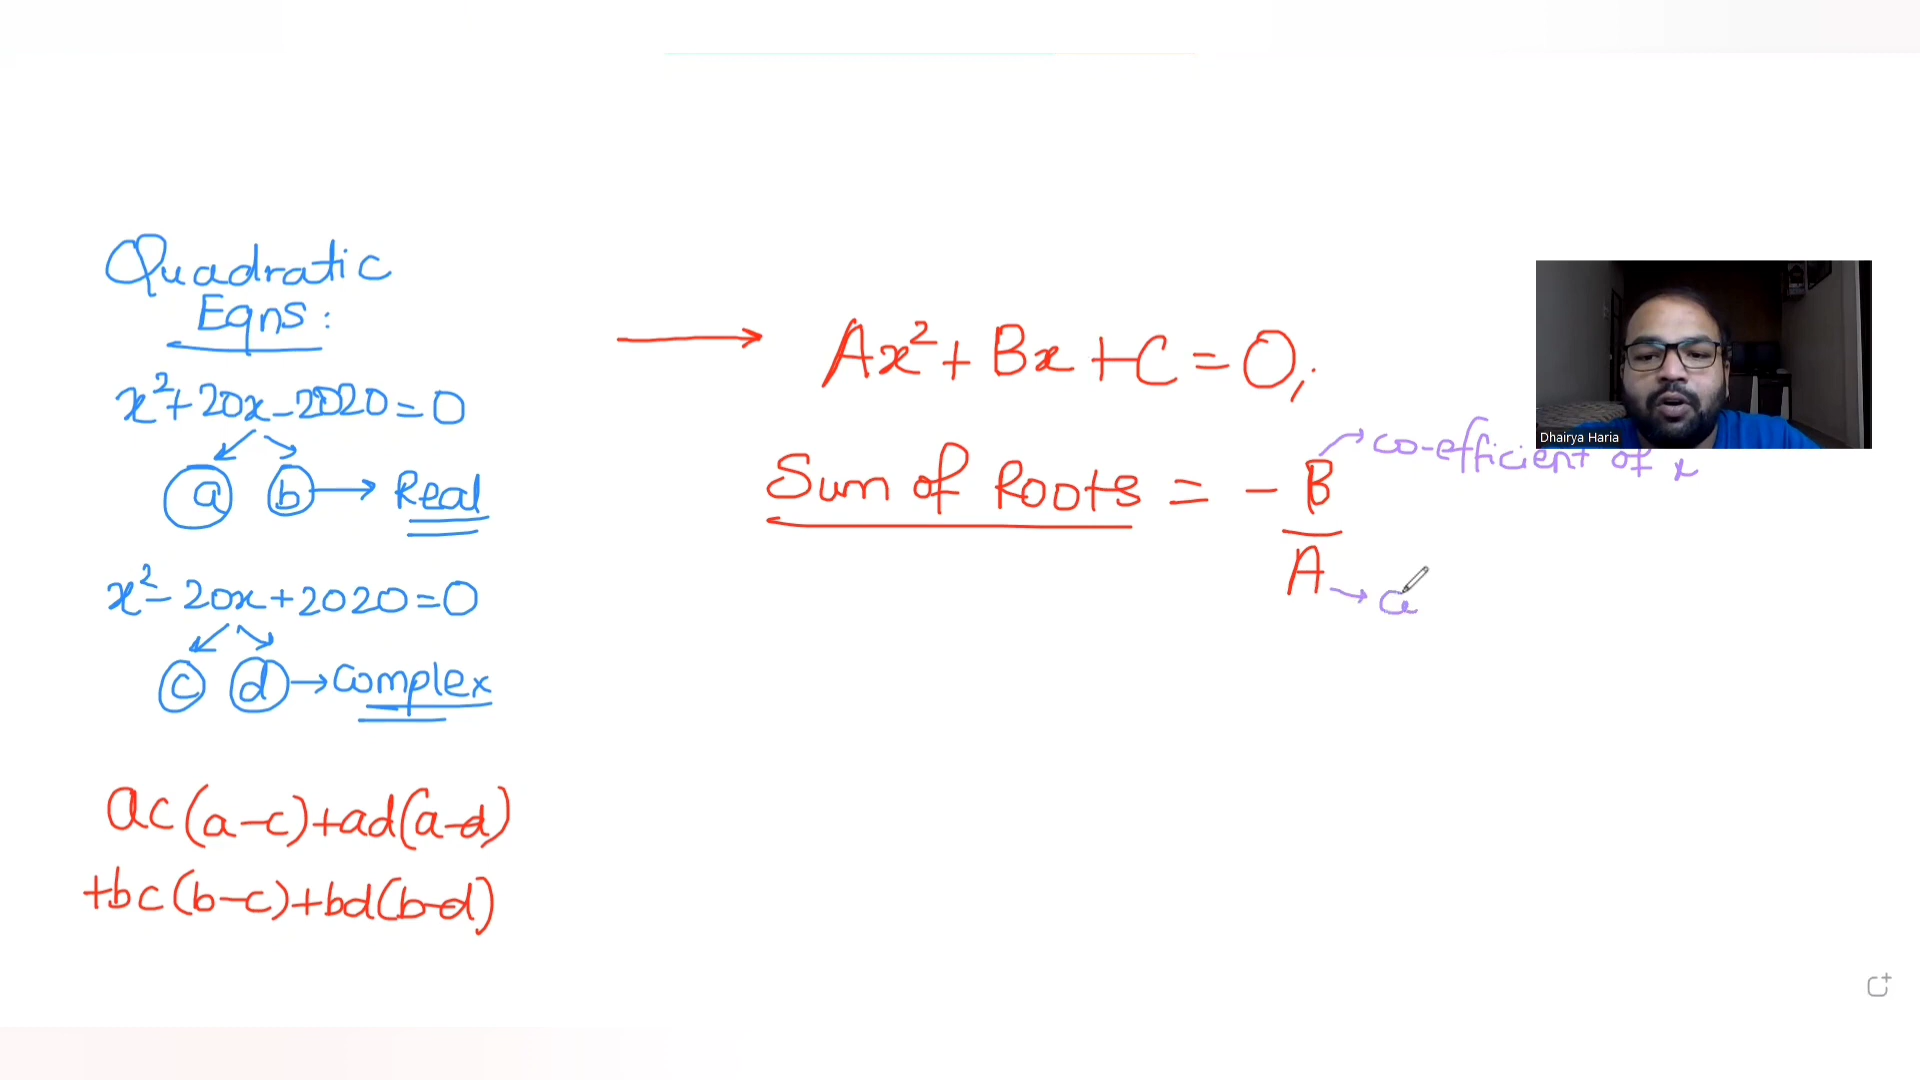 Quadratic
Eqns:
x²+20x-2020=0
a b → Real
x²-20x+2020=0
c d → Complex
ac(a-c)+ad(a-d)
+bc(b-c)+bd(b-d)
→ Ax²+Bx+C=0;
Sum of Roots = -B/A
→ co-efficient of x
→ c
Dhairya Haria